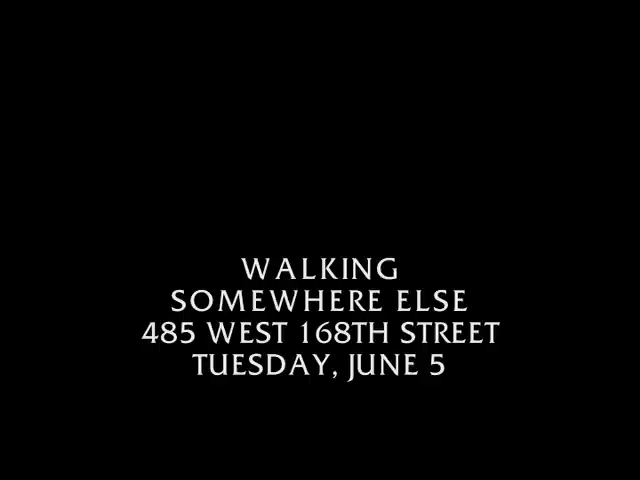 WALKING
SOMEWHERE ELSE
485 WEST 168TH STREET
TUESDAY, JUNE 5